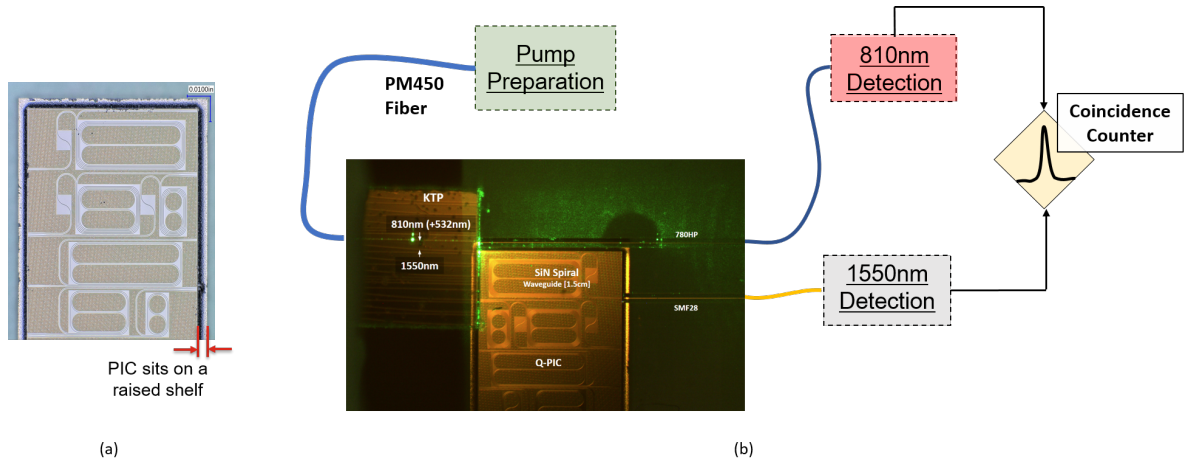 0.0100in
PIC sits on a
raised shelf
(a)
Pump
Preparation
PM450
Fiber
810nm
Detection
Coincidence
Counter
KTP
810nm (+532nm)
1550nm
780HP
SiN Spiral
Waveguide [1.5cm]
SMF28
Q-PIC
1550nm
Detection
(b)